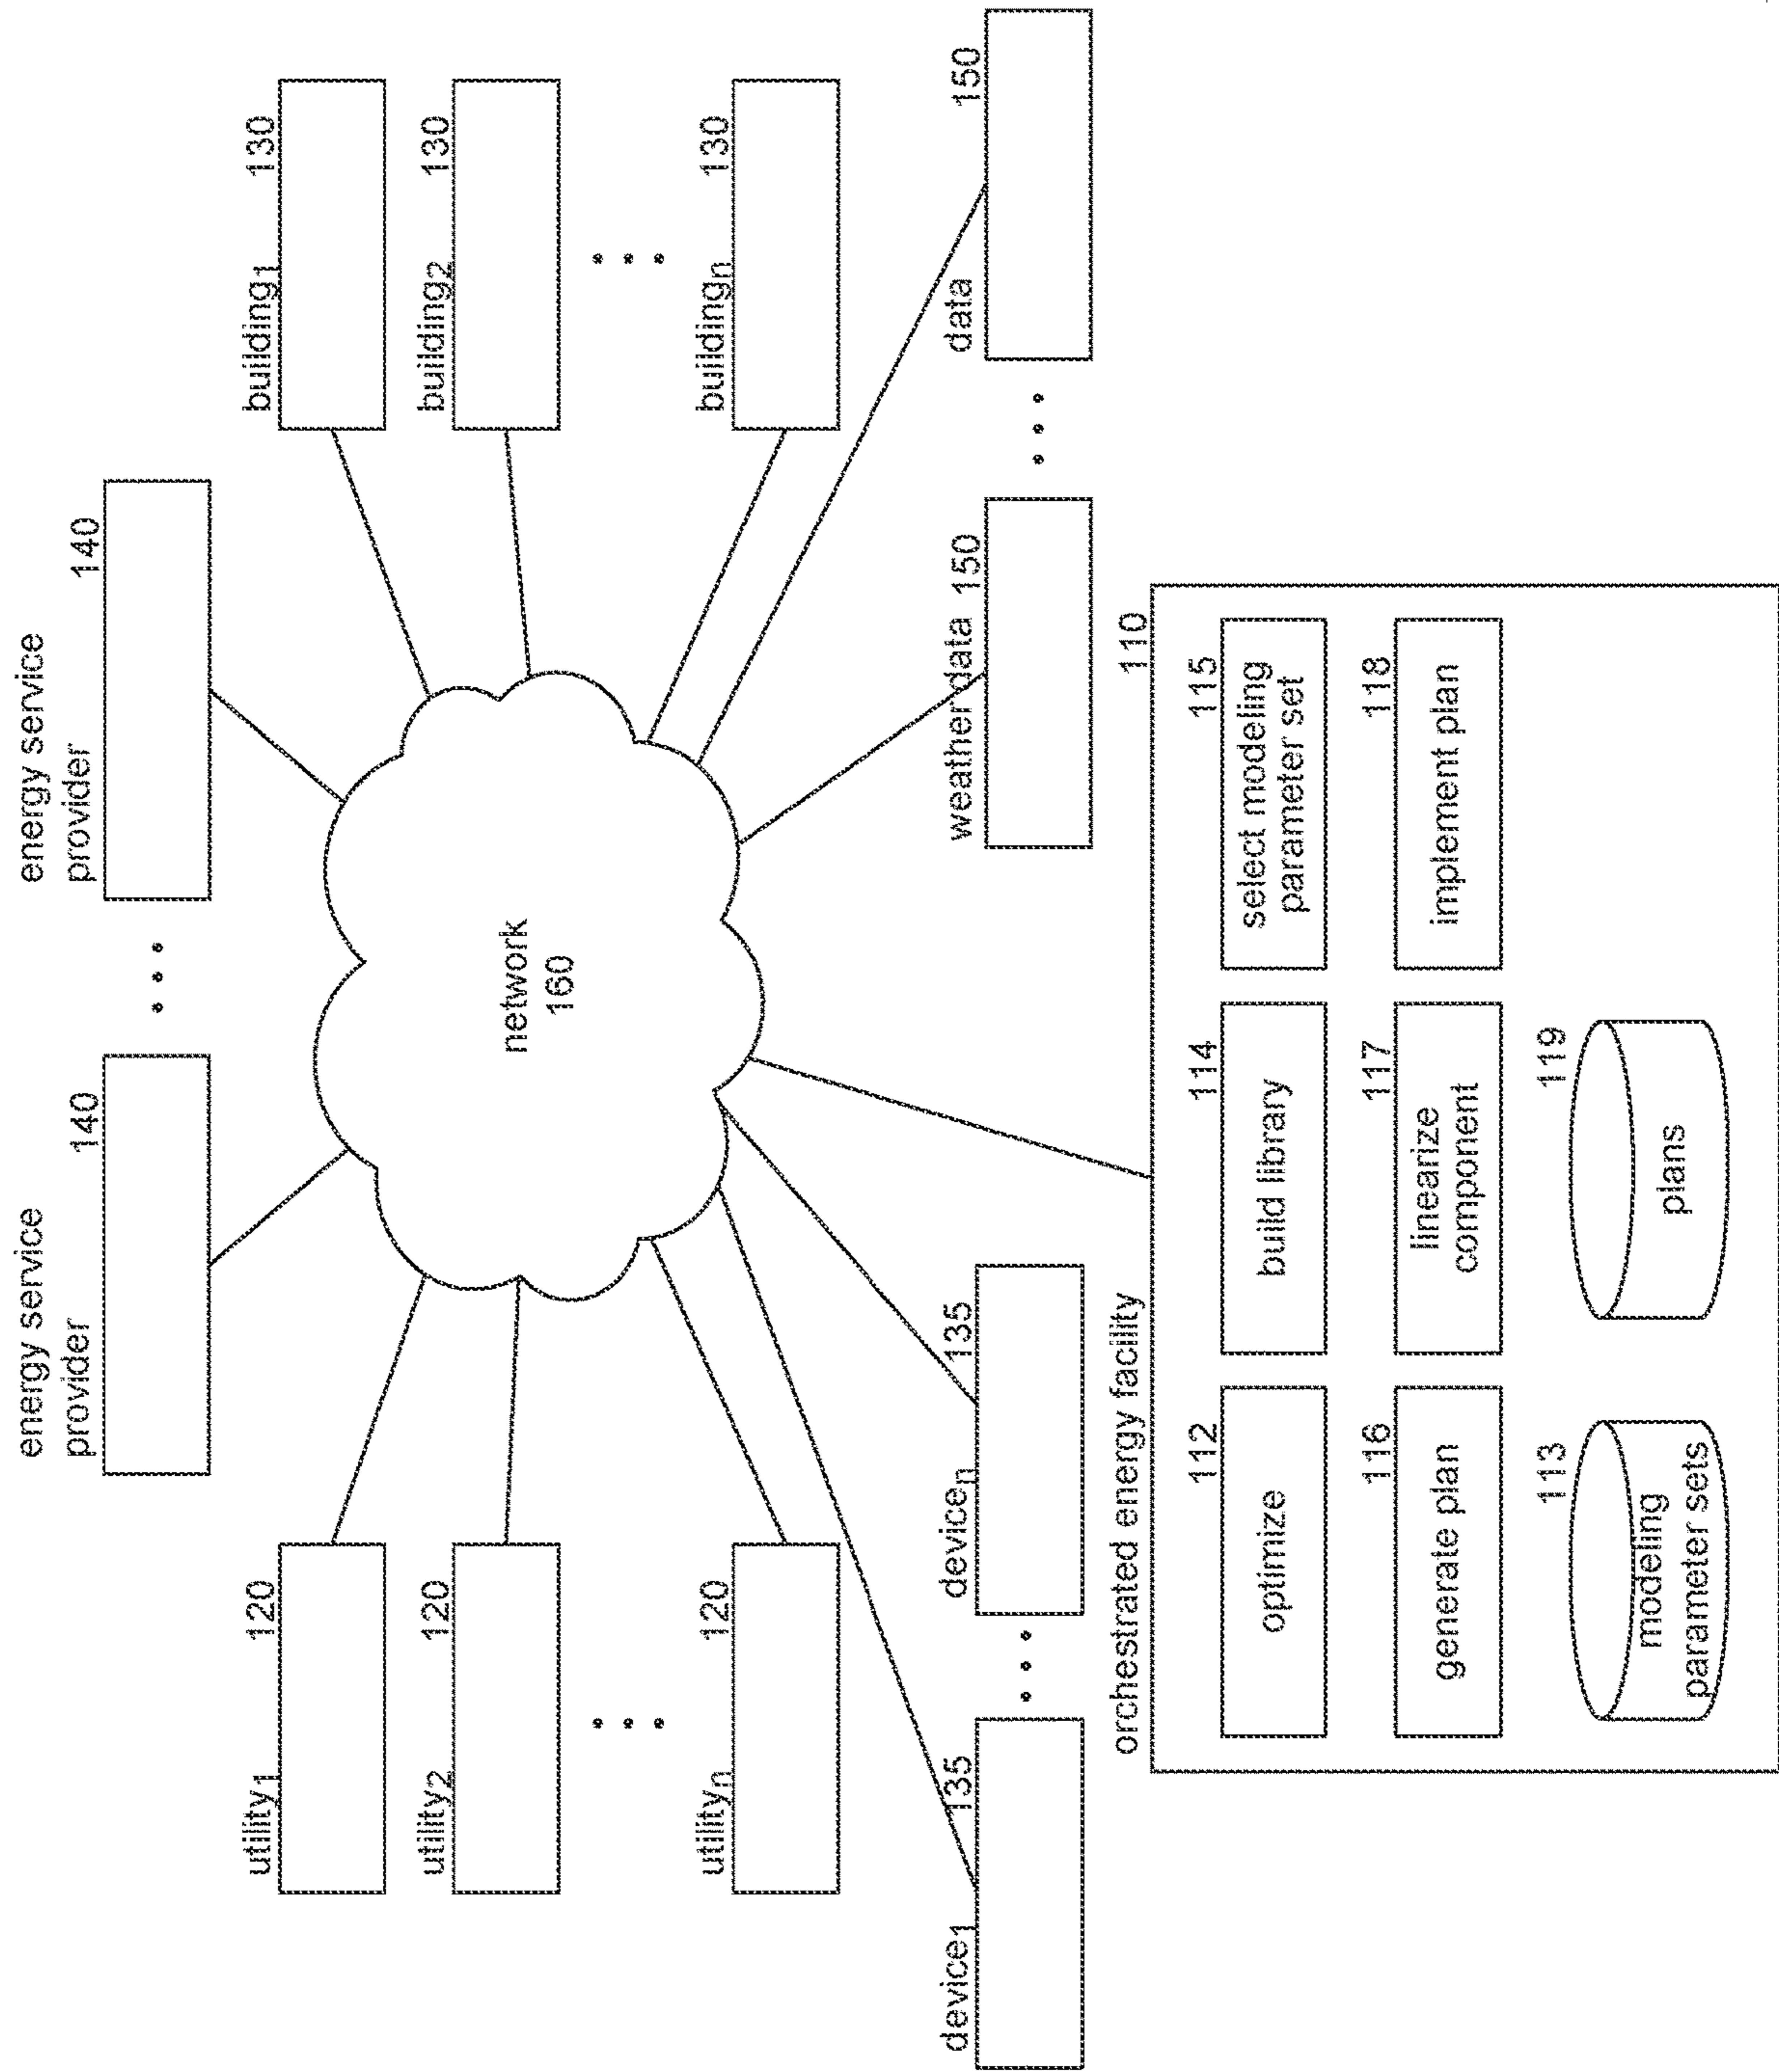 energy service
provider
140
energy service
provider
140
utility1 120
utility2 120
utilityn 120
building1 130
building2 130
buildingn 130
network
160
device1 135
devicen 135
weather data 150
data 150
orchestrated energy facility 110
112
optimize
114
build library
115
select modeling
parameter set
116
generate plan
117
linearize
component
118
implement plan
113
modeling
parameter sets
119
plans